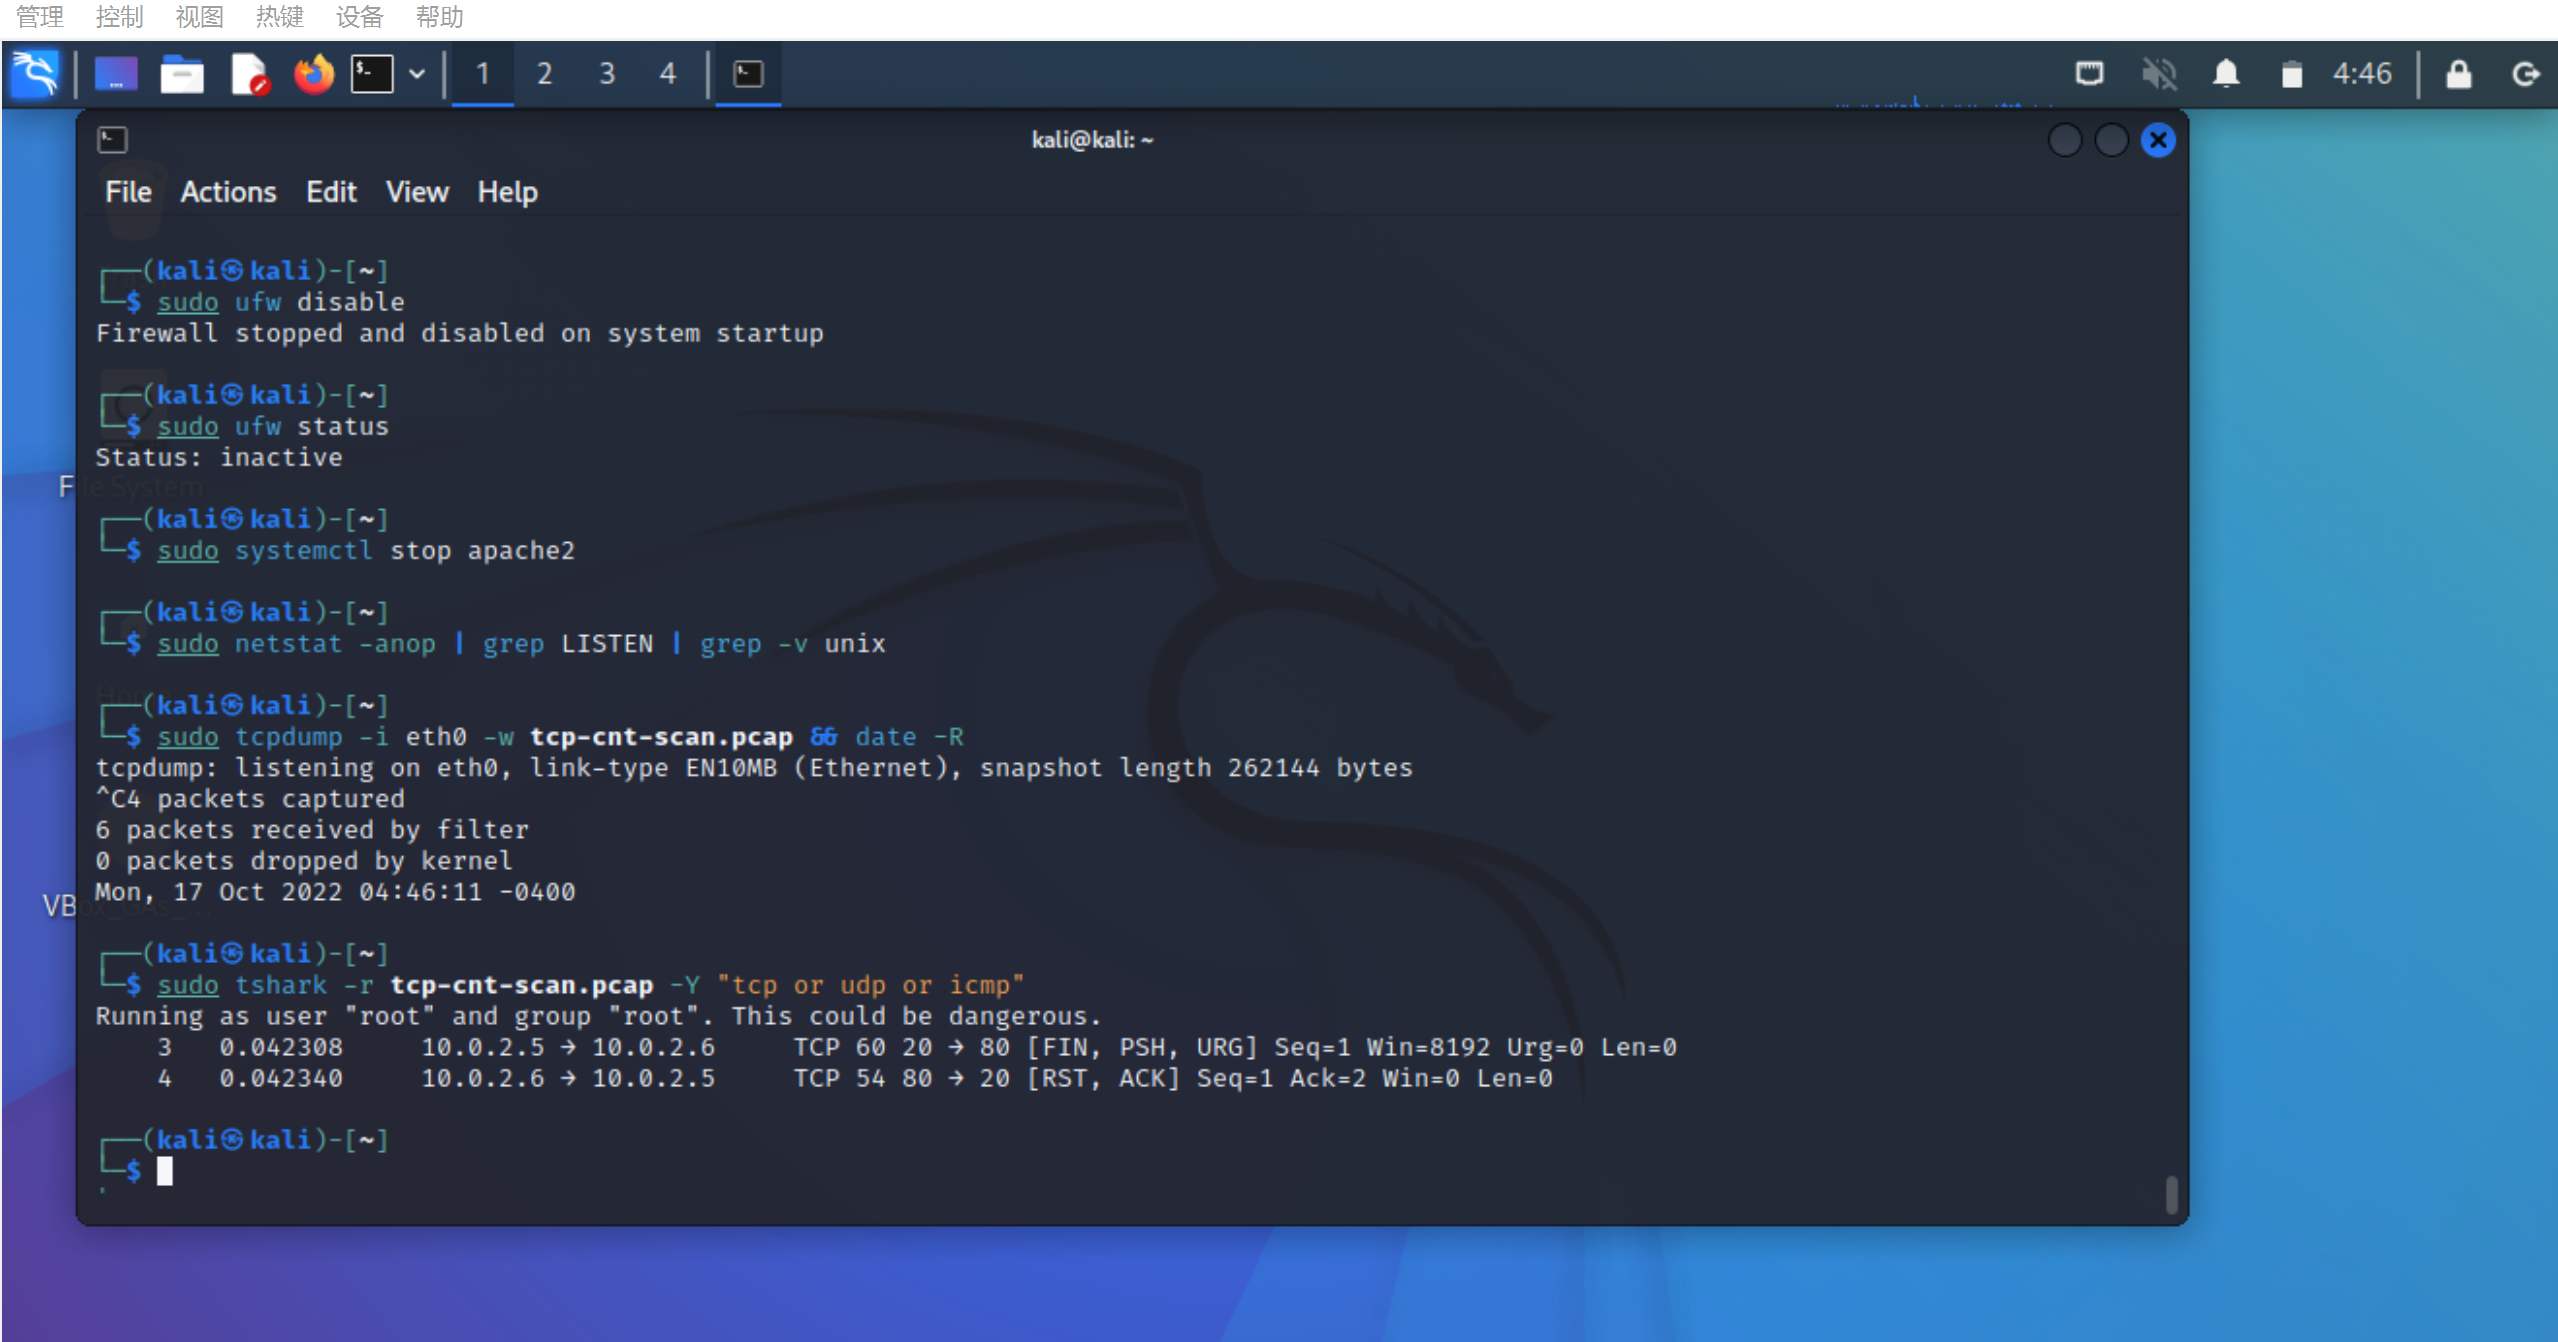 管理 控制 视图 热键 设备 帮助
1 2 3 4 4:46
kali@kali: ~
File Actions Edit View Help
┌──(kali㉿kali)-[~]
└─$ sudo ufw disable
Firewall stopped and disabled on system startup
┌──(kali㉿kali)-[~]
└─$ sudo ufw status
Status: inactive
File System
┌──(kali㉿kali)-[~]
└─$ sudo systemctl stop apache2
┌──(kali㉿kali)-[~]
└─$ sudo netstat -anop | grep LISTEN | grep -v unix
Home
┌──(kali㉿kali)-[~]
└─$ sudo tcpdump -i eth0 -w tcp-cnt-scan.pcap && date -R
tcpdump: listening on eth0, link-type EN10MB (Ethernet), snapshot length 262144 bytes
^C4 packets captured
6 packets received by filter
0 packets dropped by kernel
Mon, 17 Oct 2022 04:46:11 -0400
VBox_GAs_...
┌──(kali㉿kali)-[~]
└─$ sudo tshark -r tcp-cnt-scan.pcap -Y "tcp or udp or icmp"
Running as user "root" and group "root". This could be dangerous.
3 0.042308 10.0.2.5 → 10.0.2.6 TCP 60 20 → 80 [FIN, PSH, URG] Seq=1 Win=8192 Urg=0 Len=0
4 0.042340 10.0.2.6 → 10.0.2.5 TCP 54 80 → 20 [RST, ACK] Seq=1 Ack=2 Win=0 Len=0
┌──(kali㉿kali)-[~]
└─$